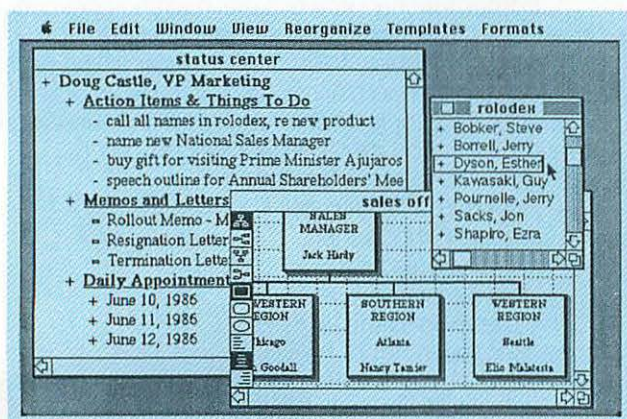 File Edit Window View Reorganize Templates Formats
status center
+ Doug Castle, VP Marketing
+ Action Items & Things To Do
- call all names in rolodex, re new product
- name new National Sales Manager
- buy gift for visiting Prime Minister Ajujaros
- speech outline for Annual Shareholders' Mee
+ Memos and Letters
Rollout Memo - M
Resignation Letter
Termination Lette
+ Daily Appointment
+ June 10, 1986
+ June 11, 1986
+ June 12, 1986
rolodex
+ Bobker, Steve
+ Borrell, Jerry
+ Dyson, Esther
+ Kawasaki, Guy
+ Pournelle, Jerry
+ Sacks, Jon
+ Shapiro, Ezra
sales off
SALES
MANAGER
Jack Hardy
WESTERN
REGION
hicago
Goodall
SOUTHERN
REGION
Atlanta
Nancy Tamier
WESTERN
REGION
Seattle
Elio Malatesta